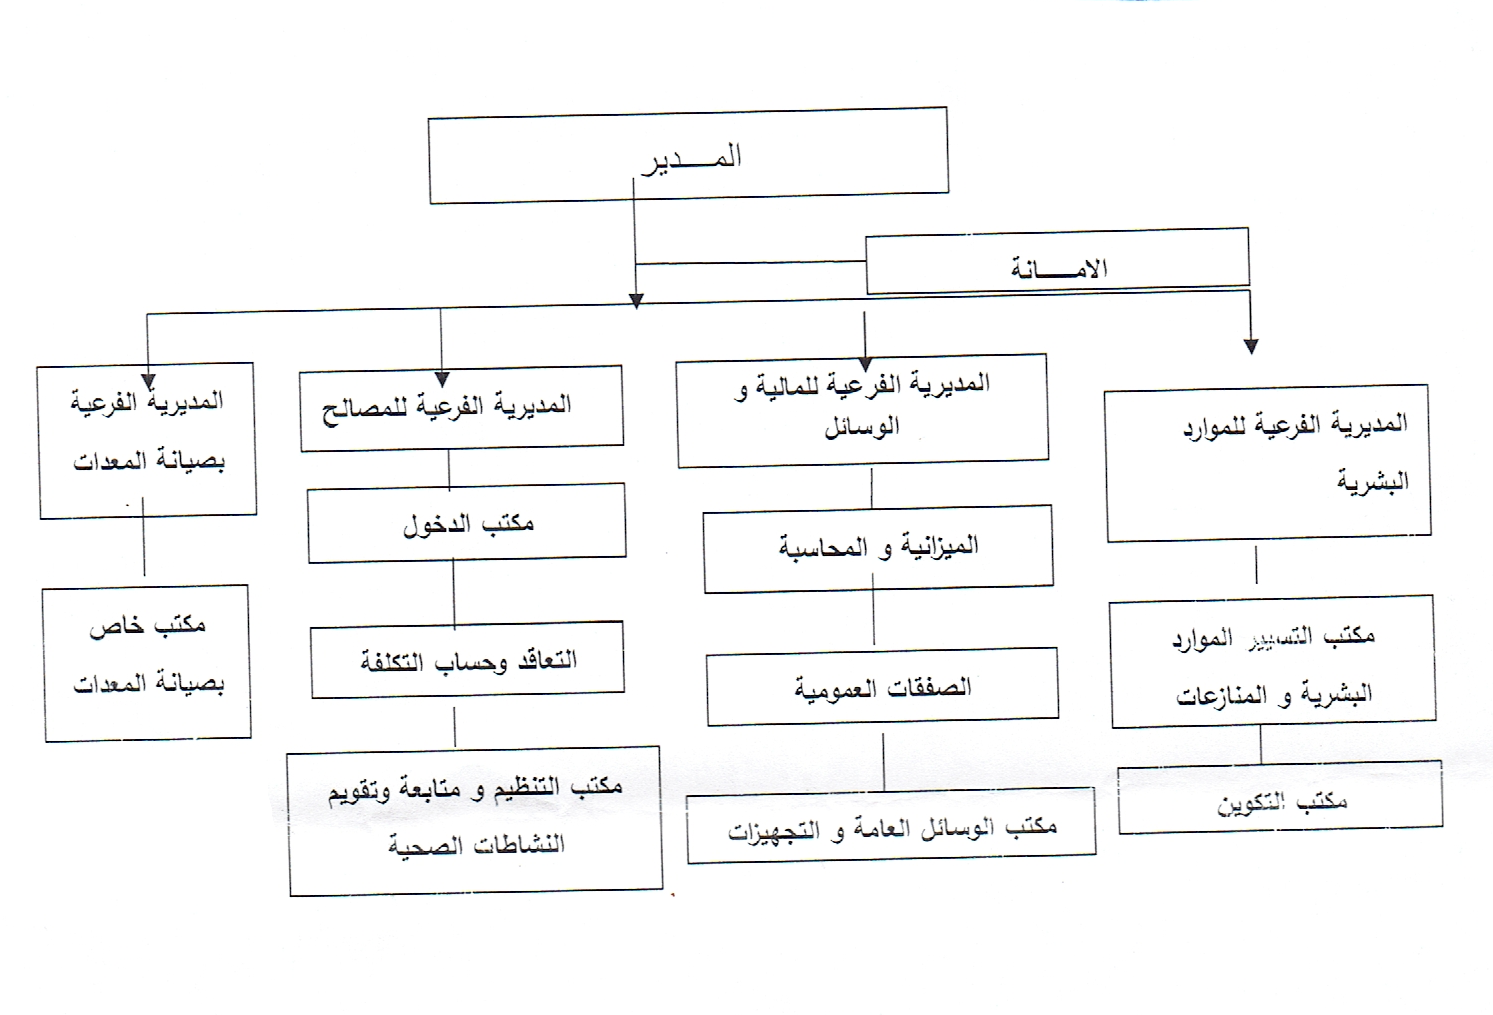 المـــدير
الامـــانة
المديرية الفرعية للموارد
البشرية
مكتب التسيير الموارد
البشرية و المنازعات
مكتب التكوين
المديرية الفرعية للمالية و
الوسائل
الميزانية و المحاسبة
الصفقات العمومية
مكتب الوسائل العامة و التجهيزات
المديرية الفرعية للمصالح
مكتب الدخول
التعاقد وحساب التكلفة
مكتب التنظيم و متابعة وتقويم
النشاطات الصحية
المديرية الفرعية
بصيانة المعدات
مكتب خاص
بصيانة المعدات